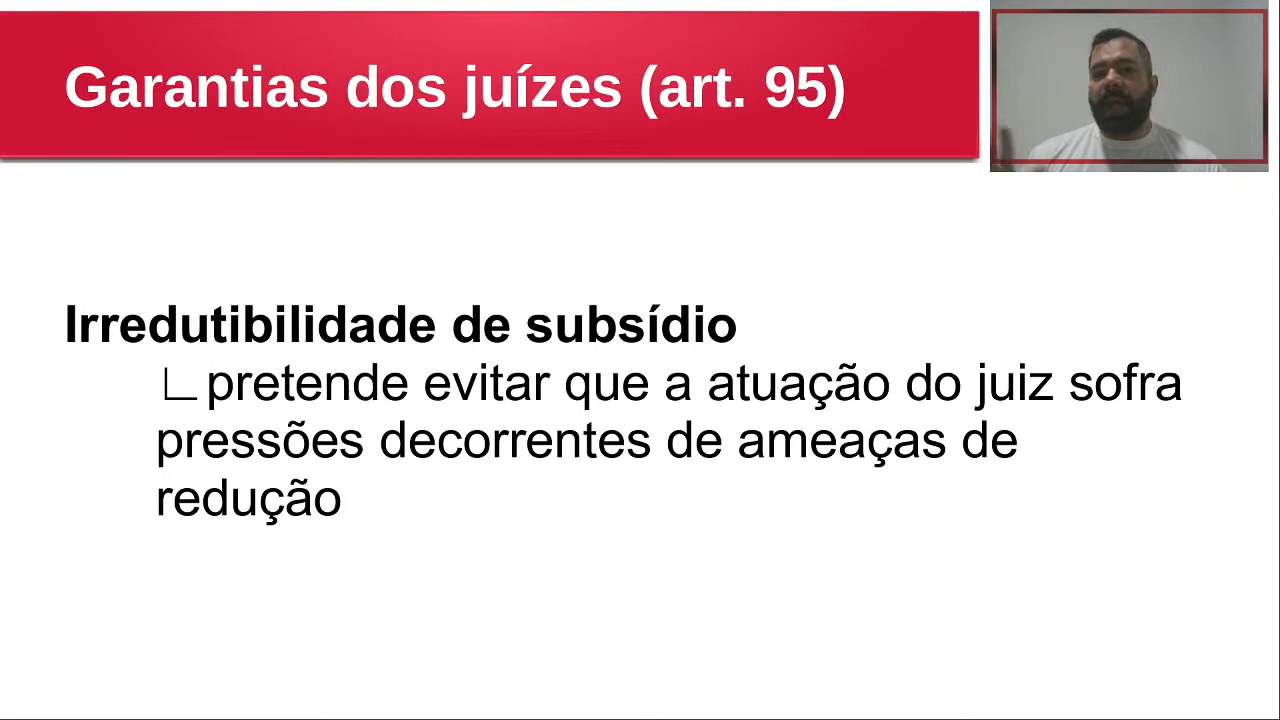 Garantias dos juízes (art. 95)
Irredutibilidade de subsídio
∟pretende evitar que a atuação do juiz sofra
pressões decorrentes de ameaças de
redução